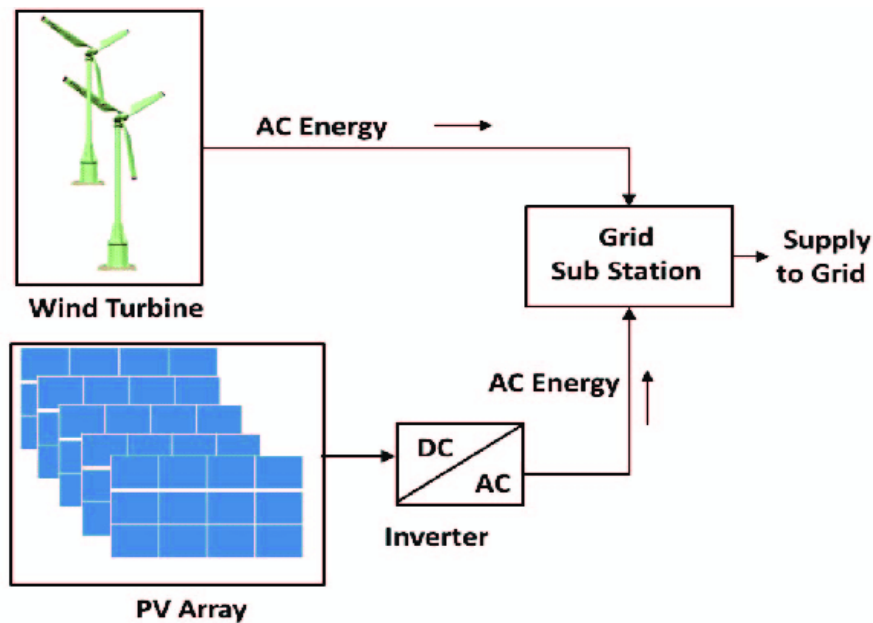 AC Energy
Grid
Sub Station
Supply
to Grid
Wind Turbine
AC Energy
DC
AC
Inverter
PV Array